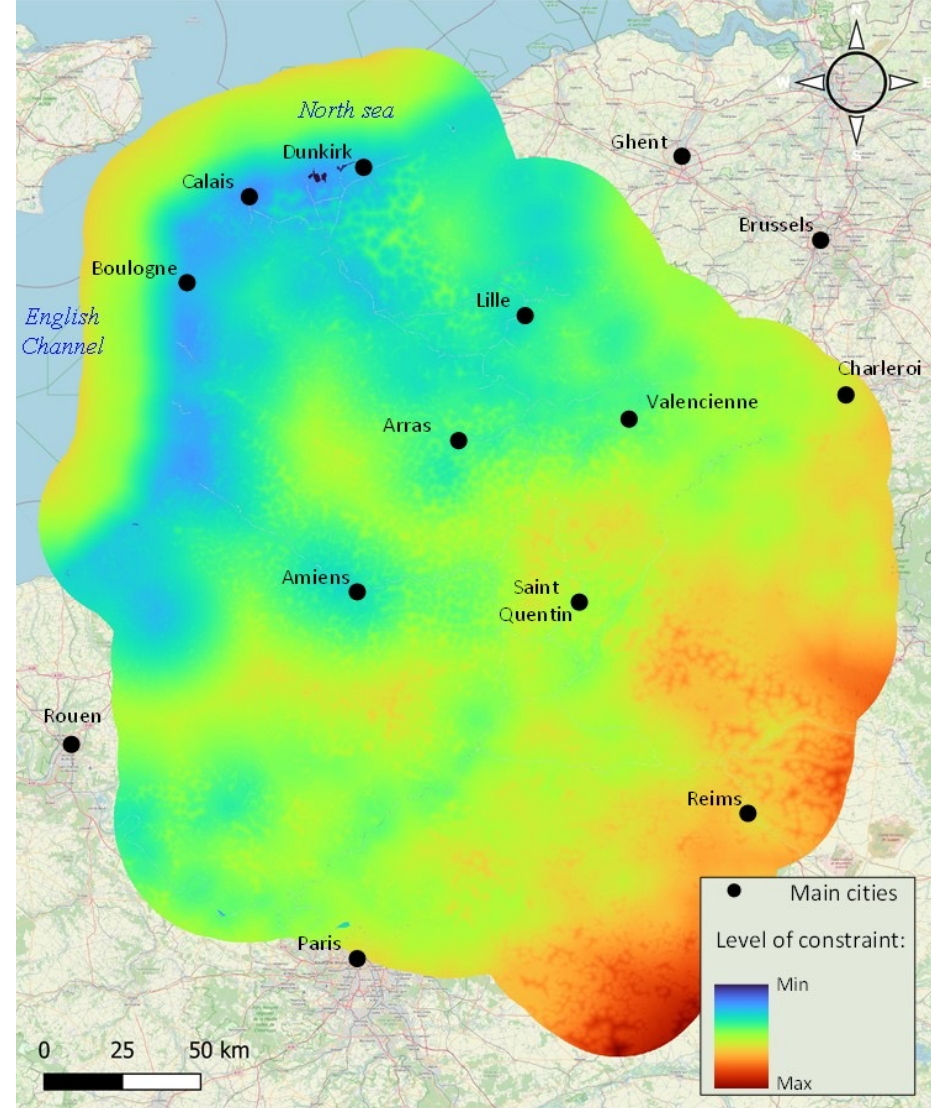 N
North sea
Dunkirk
Ghent
Calais
Brussels
Boulogne
Lille
English
Channel
Charleroi
Valencienne
Arras
Amiens
Saint
Quentin
Rouen
Reims
Main cities
Level of constraint:
Paris
Min
0 25 50 km
Max